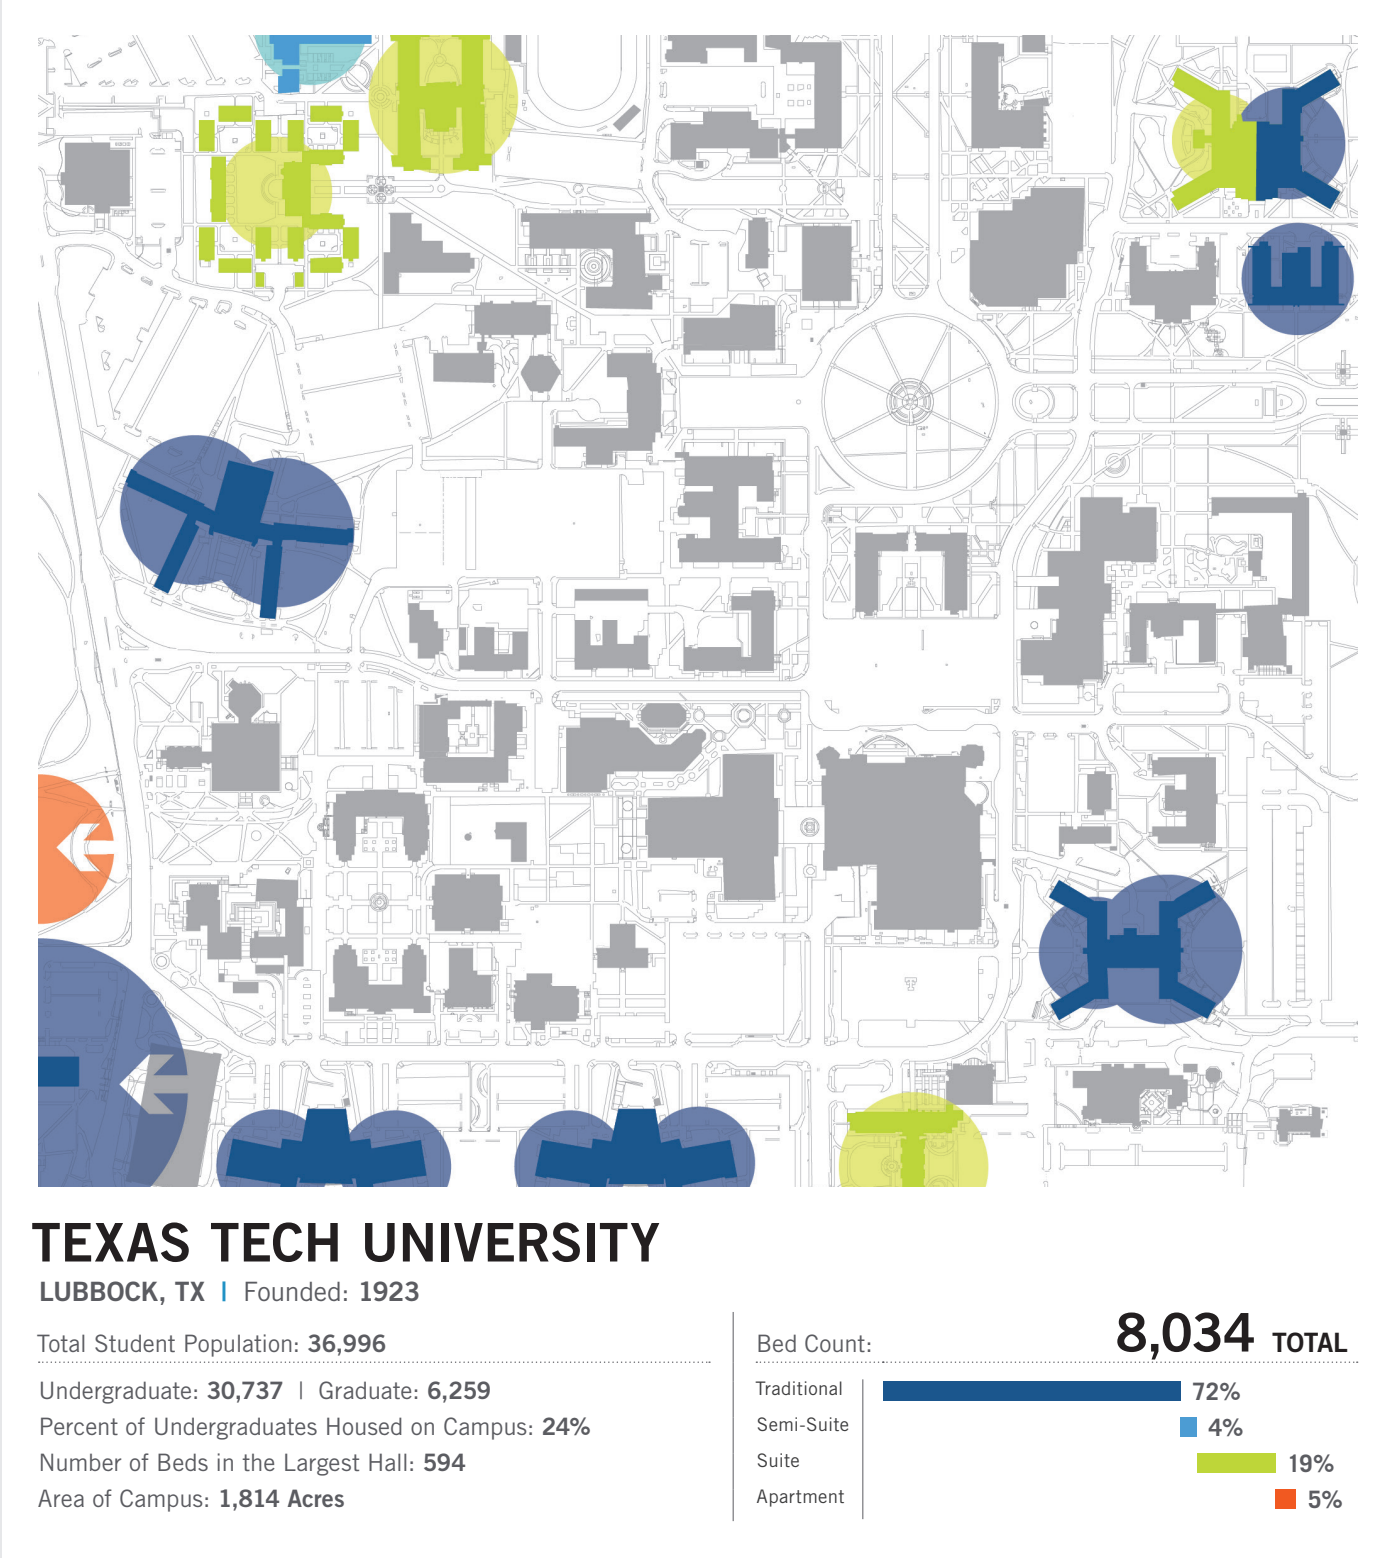 TEXAS TECH UNIVERSITY
LUBBOCK, TX | Founded: 1923
Total Student Population: 36,996
Undergraduate: 30,737 | Graduate: 6,259
Percent of Undergraduates Housed on Campus: 24%
Number of Beds in the Largest Hall: 594
Area of Campus: 1,814 Acres
Bed Count: 8,034 TOTAL
Traditional 72%
Semi-Suite 4%
Suite 19%
Apartment 5%